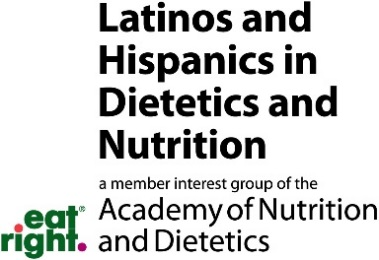 Latinos and
Hispanics in
Dietetics and
Nutrition
a member interest group of the
eat® Academy of Nutrition
right. and Dietetics